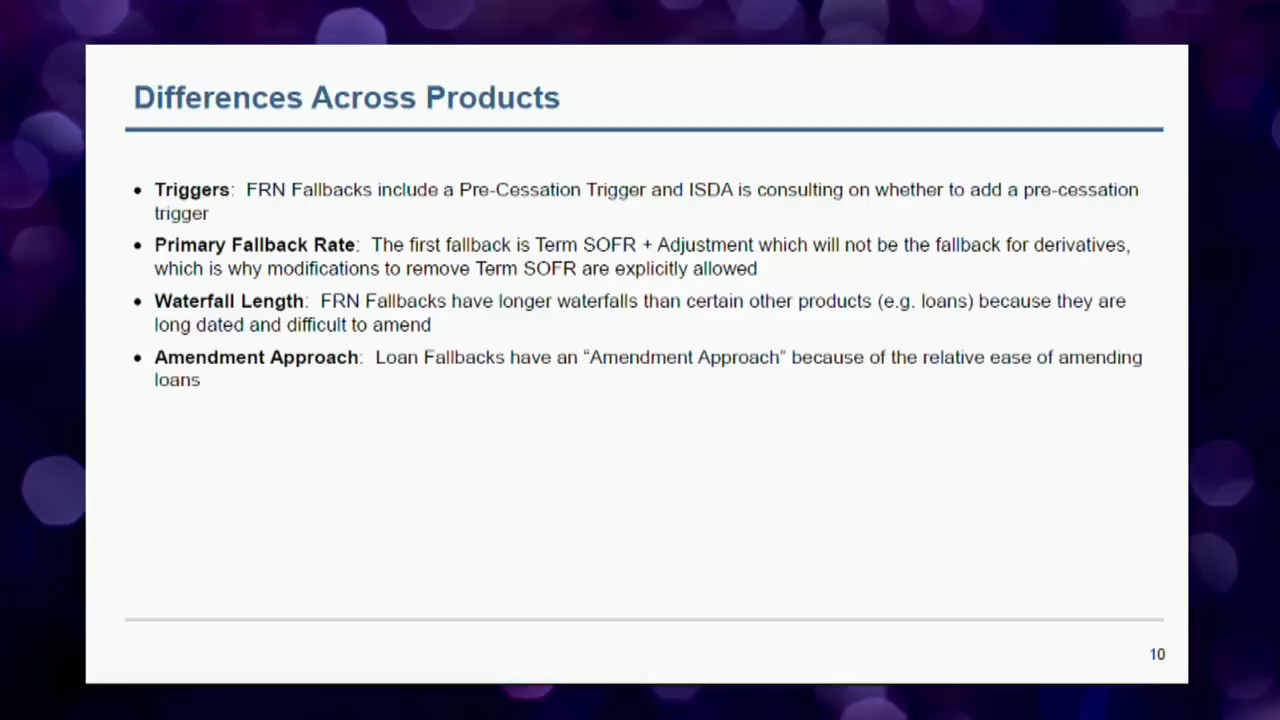 Differences Across Products
• Triggers: FRN Fallbacks include a Pre-Cessation Trigger and ISDA is consulting on whether to add a pre-cessation
trigger
• Primary Fallback Rate: The first fallback is Term SOFR + Adjustment which will not be the fallback for derivatives,
which is why modifications to remove Term SOFR are explicitly allowed
• Waterfall Length: FRN Fallbacks have longer waterfalls than certain other products (e.g. loans) because they are
long dated and difficult to amend
• Amendment Approach: Loan Fallbacks have an “Amendment Approach” because of the relative ease of amending
loans
10